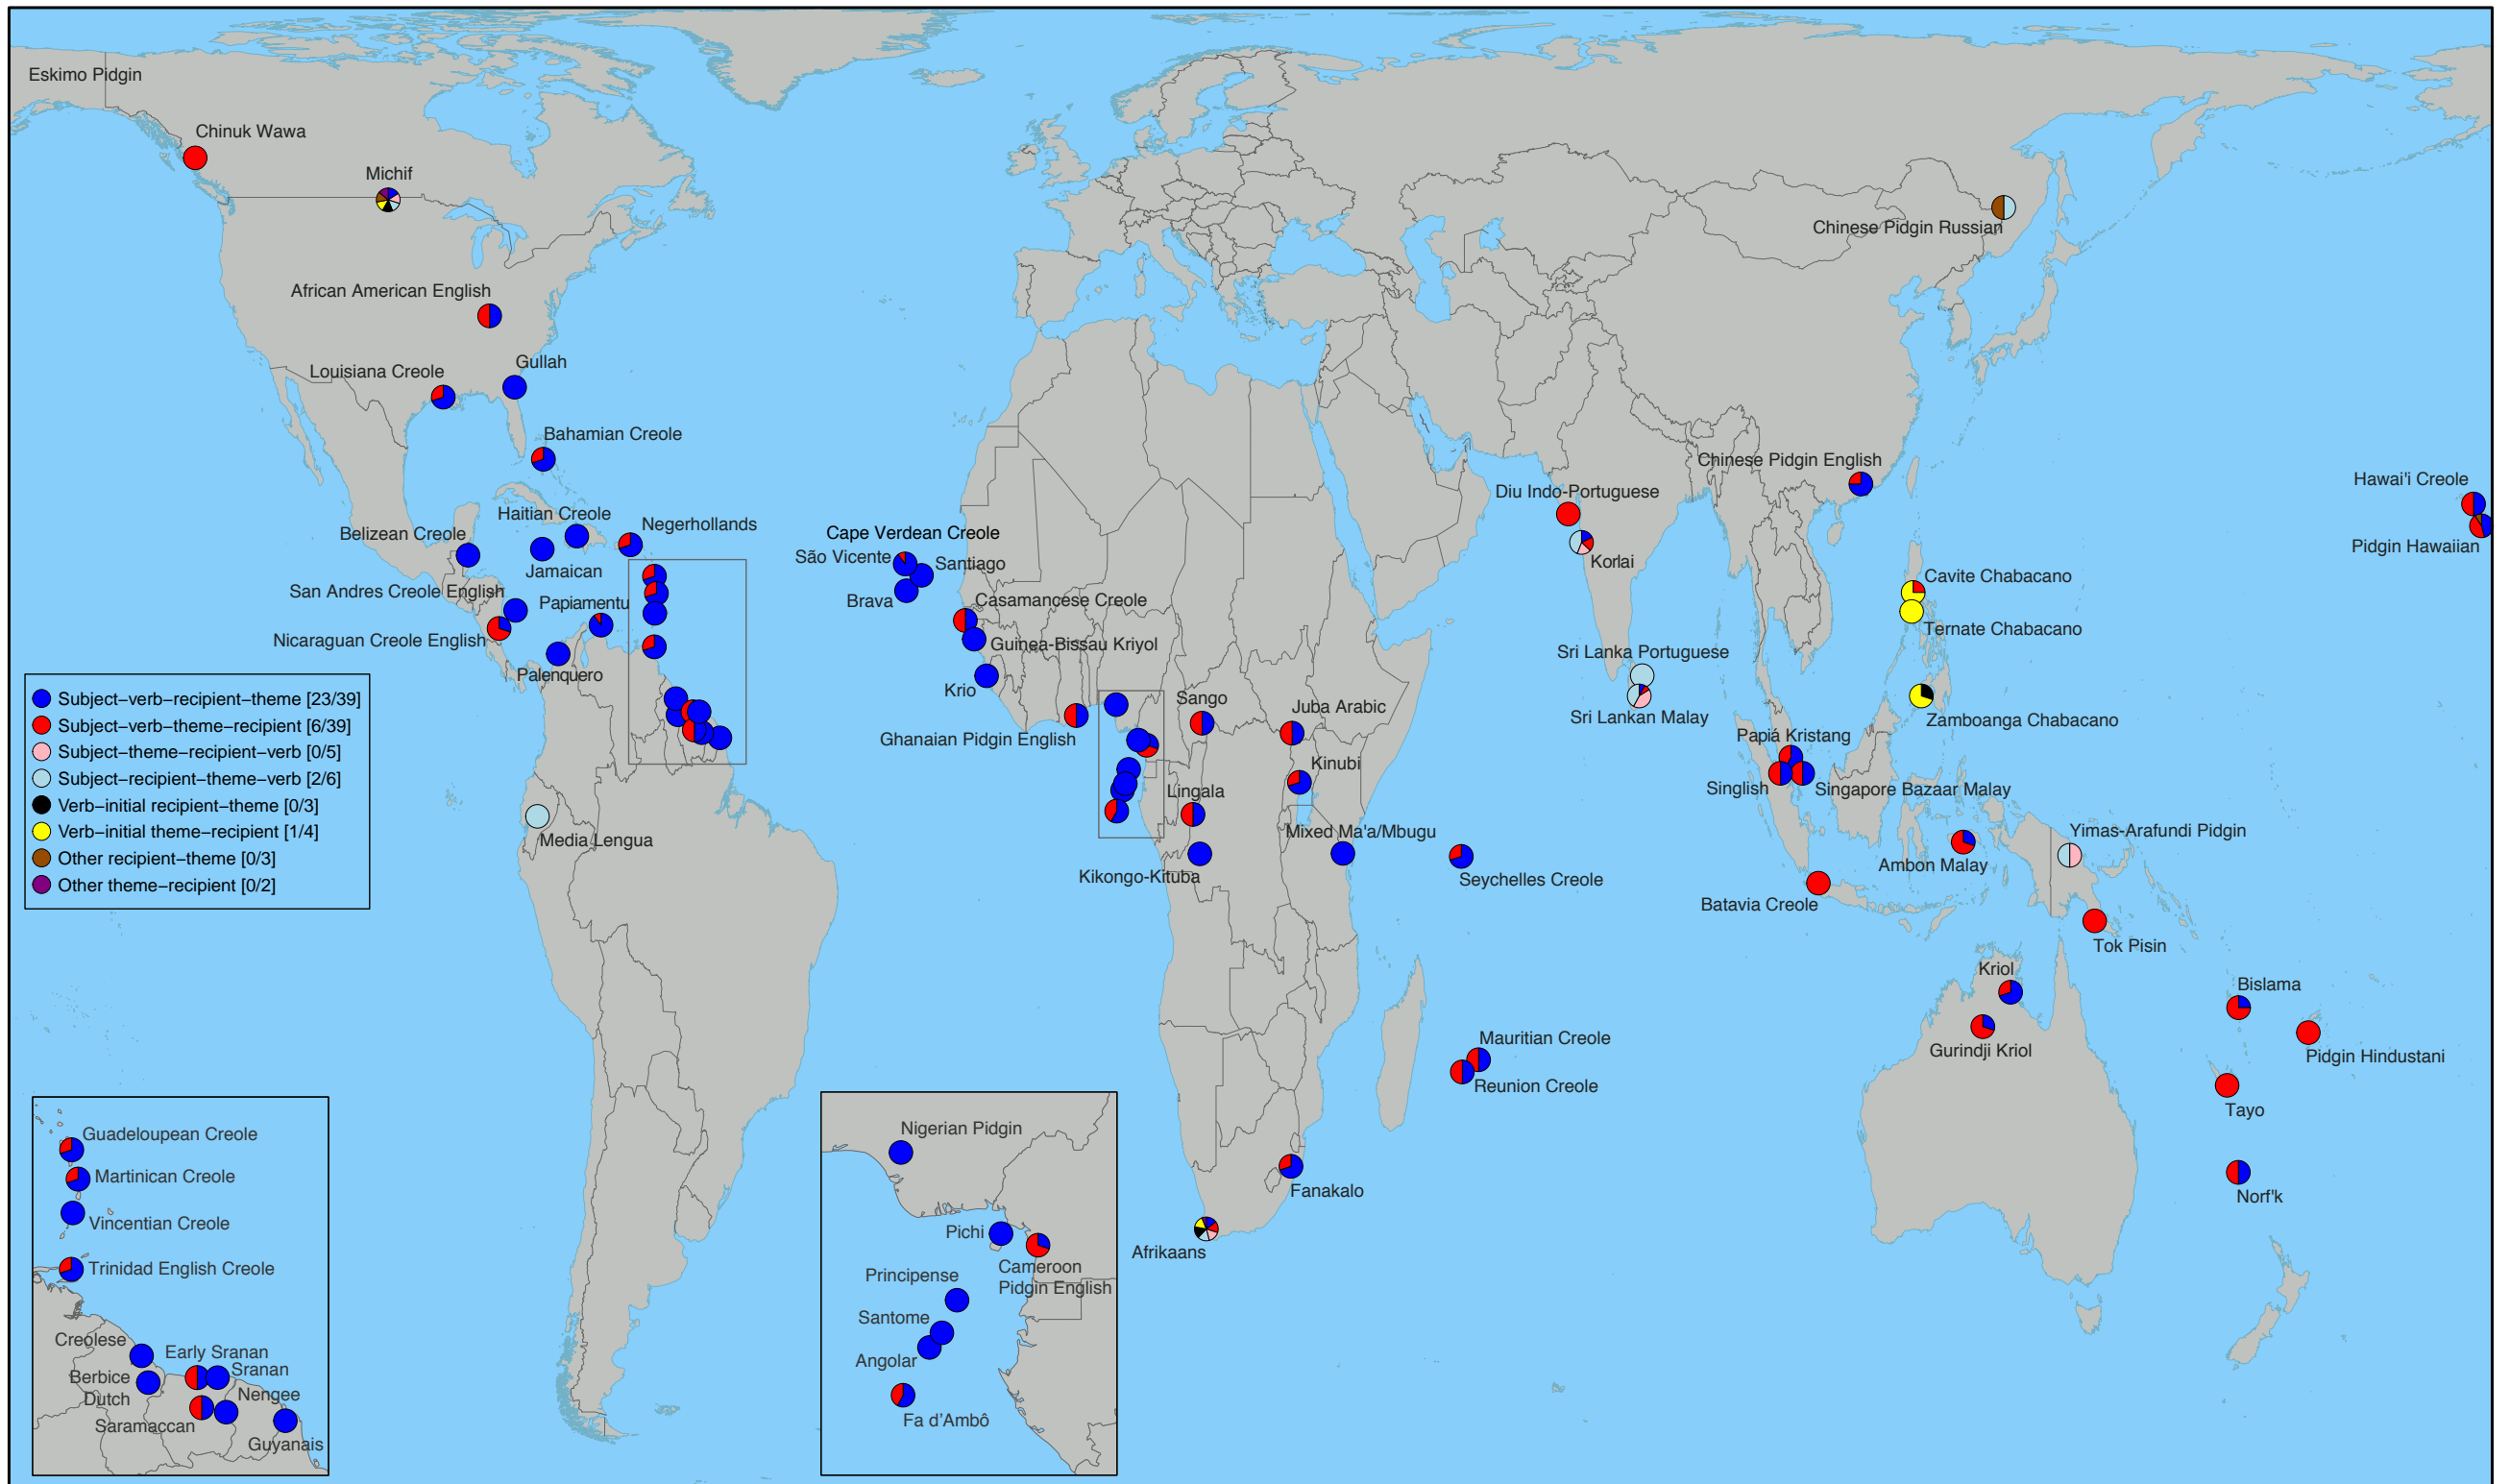 Eskimo Pidgin
Chinuk Wawa
Michif
African American English
Louisiana Creole
Gullah
Bahamian Creole
Haitian Creole
Belizean Creole
Negerhollands
Jamaican
San Andres Creole English
Papiamentu
Nicaraguan Creole English
Palenquero
Media Lengua
Subject−verb−recipient−theme [23/39]
Subject−verb−theme−recipient [6/39]
Subject−theme−recipient−verb [0/5]
Subject−recipient−theme−verb [2/6]
Verb−initial recipient−theme [0/3]
Verb−initial theme−recipient [1/4]
Other recipient−theme [0/3]
Other theme−recipient [0/2]
Cape Verdean Creole
São Vicente
Santiago
Brava
Casamancese Creole
Guinea-Bissau Kriyol
Krio
Ghanaian Pidgin English
Sango
Juba Arabic
Kinubi
Lingala
Mixed Ma'a/Mbugu
Kikongo-Kituba
Seychelles Creole
Mauritian Creole
Reunion Creole
Fanakalo
Afrikaans
Chinese Pidgin Russian
Chinese Pidgin English
Diu Indo-Portuguese
Korlai
Sri Lanka Portuguese
Sri Lankan Malay
Cavite Chabacano
Ternate Chabacano
Zamboanga Chabacano
Papiá Kristang
Singlish
Singapore Bazaar Malay
Ambon Malay
Batavia Creole
Yimas-Arafundi Pidgin
Tok Pisin
Hawai'i Creole
Pidgin Hawaiian
Kriol
Gurindji Kriol
Bislama
Pidgin Hindustani
Tayo
Norf'k
Guadeloupean Creole
Martinican Creole
Vincentian Creole
Trinidad English Creole
Creolese
Early Sranan
Sranan
Berbice
Dutch
Nengee
Saramaccan
Guyanais
Nigerian Pidgin
Pichi
Cameroon
Pidgin English
Principense
Santome
Angolar
Fa d'Ambô